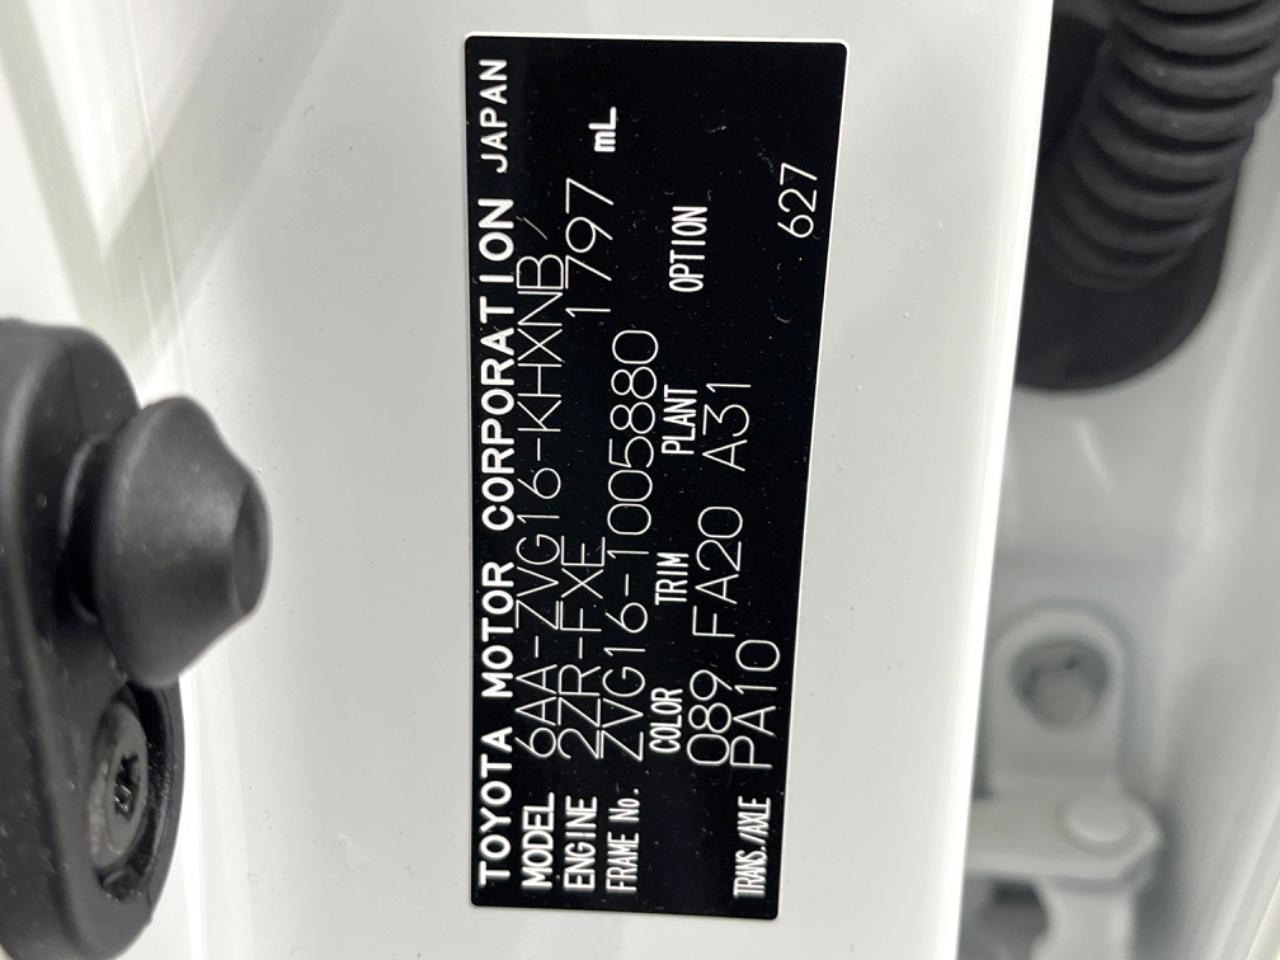 TOYOTA MOTOR CORPORATION JAPAN
MODEL 6AA-ZVG16-KHXNB
ENGINE 2ZR-FXE 1797 mL
FRAME No. ZVG16-1005880
COLOR TRIM PLANT OPTION
089 FA20 A31
TRANS./AXLE PA10 627